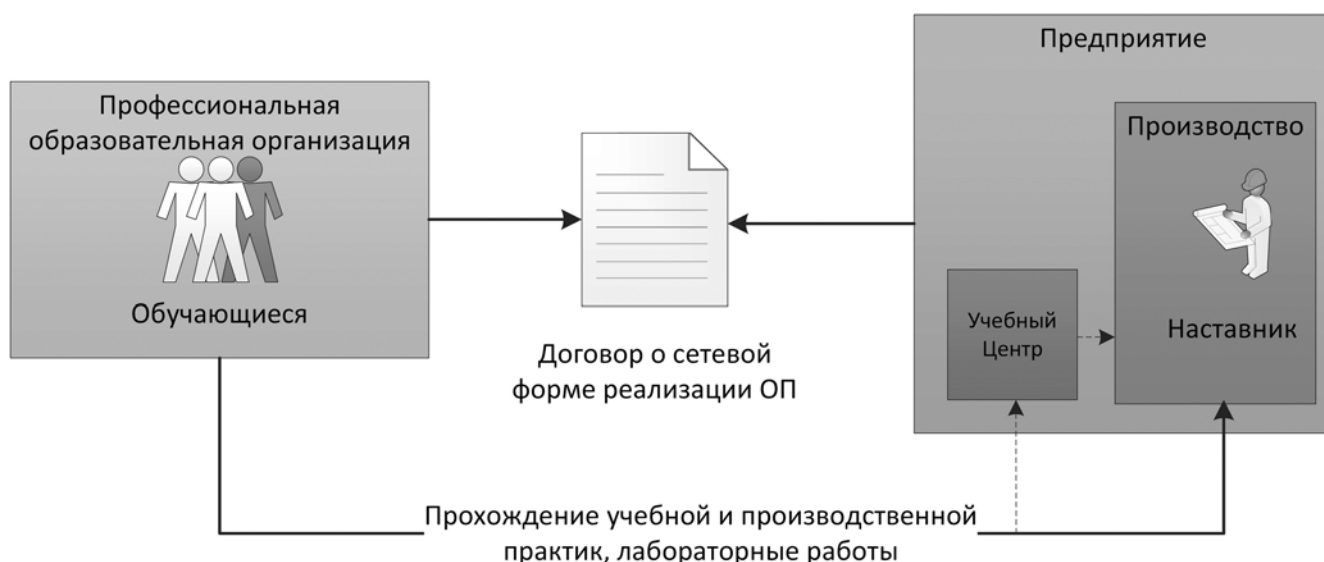 Предприятие
Профессиональная
образовательная организация
Обучающиеся
Договор о сетевой
форме реализации ОП
Производство
Наставник
Учебный
Центр
Прохождение учебной и производственной
практик, лабораторные работы